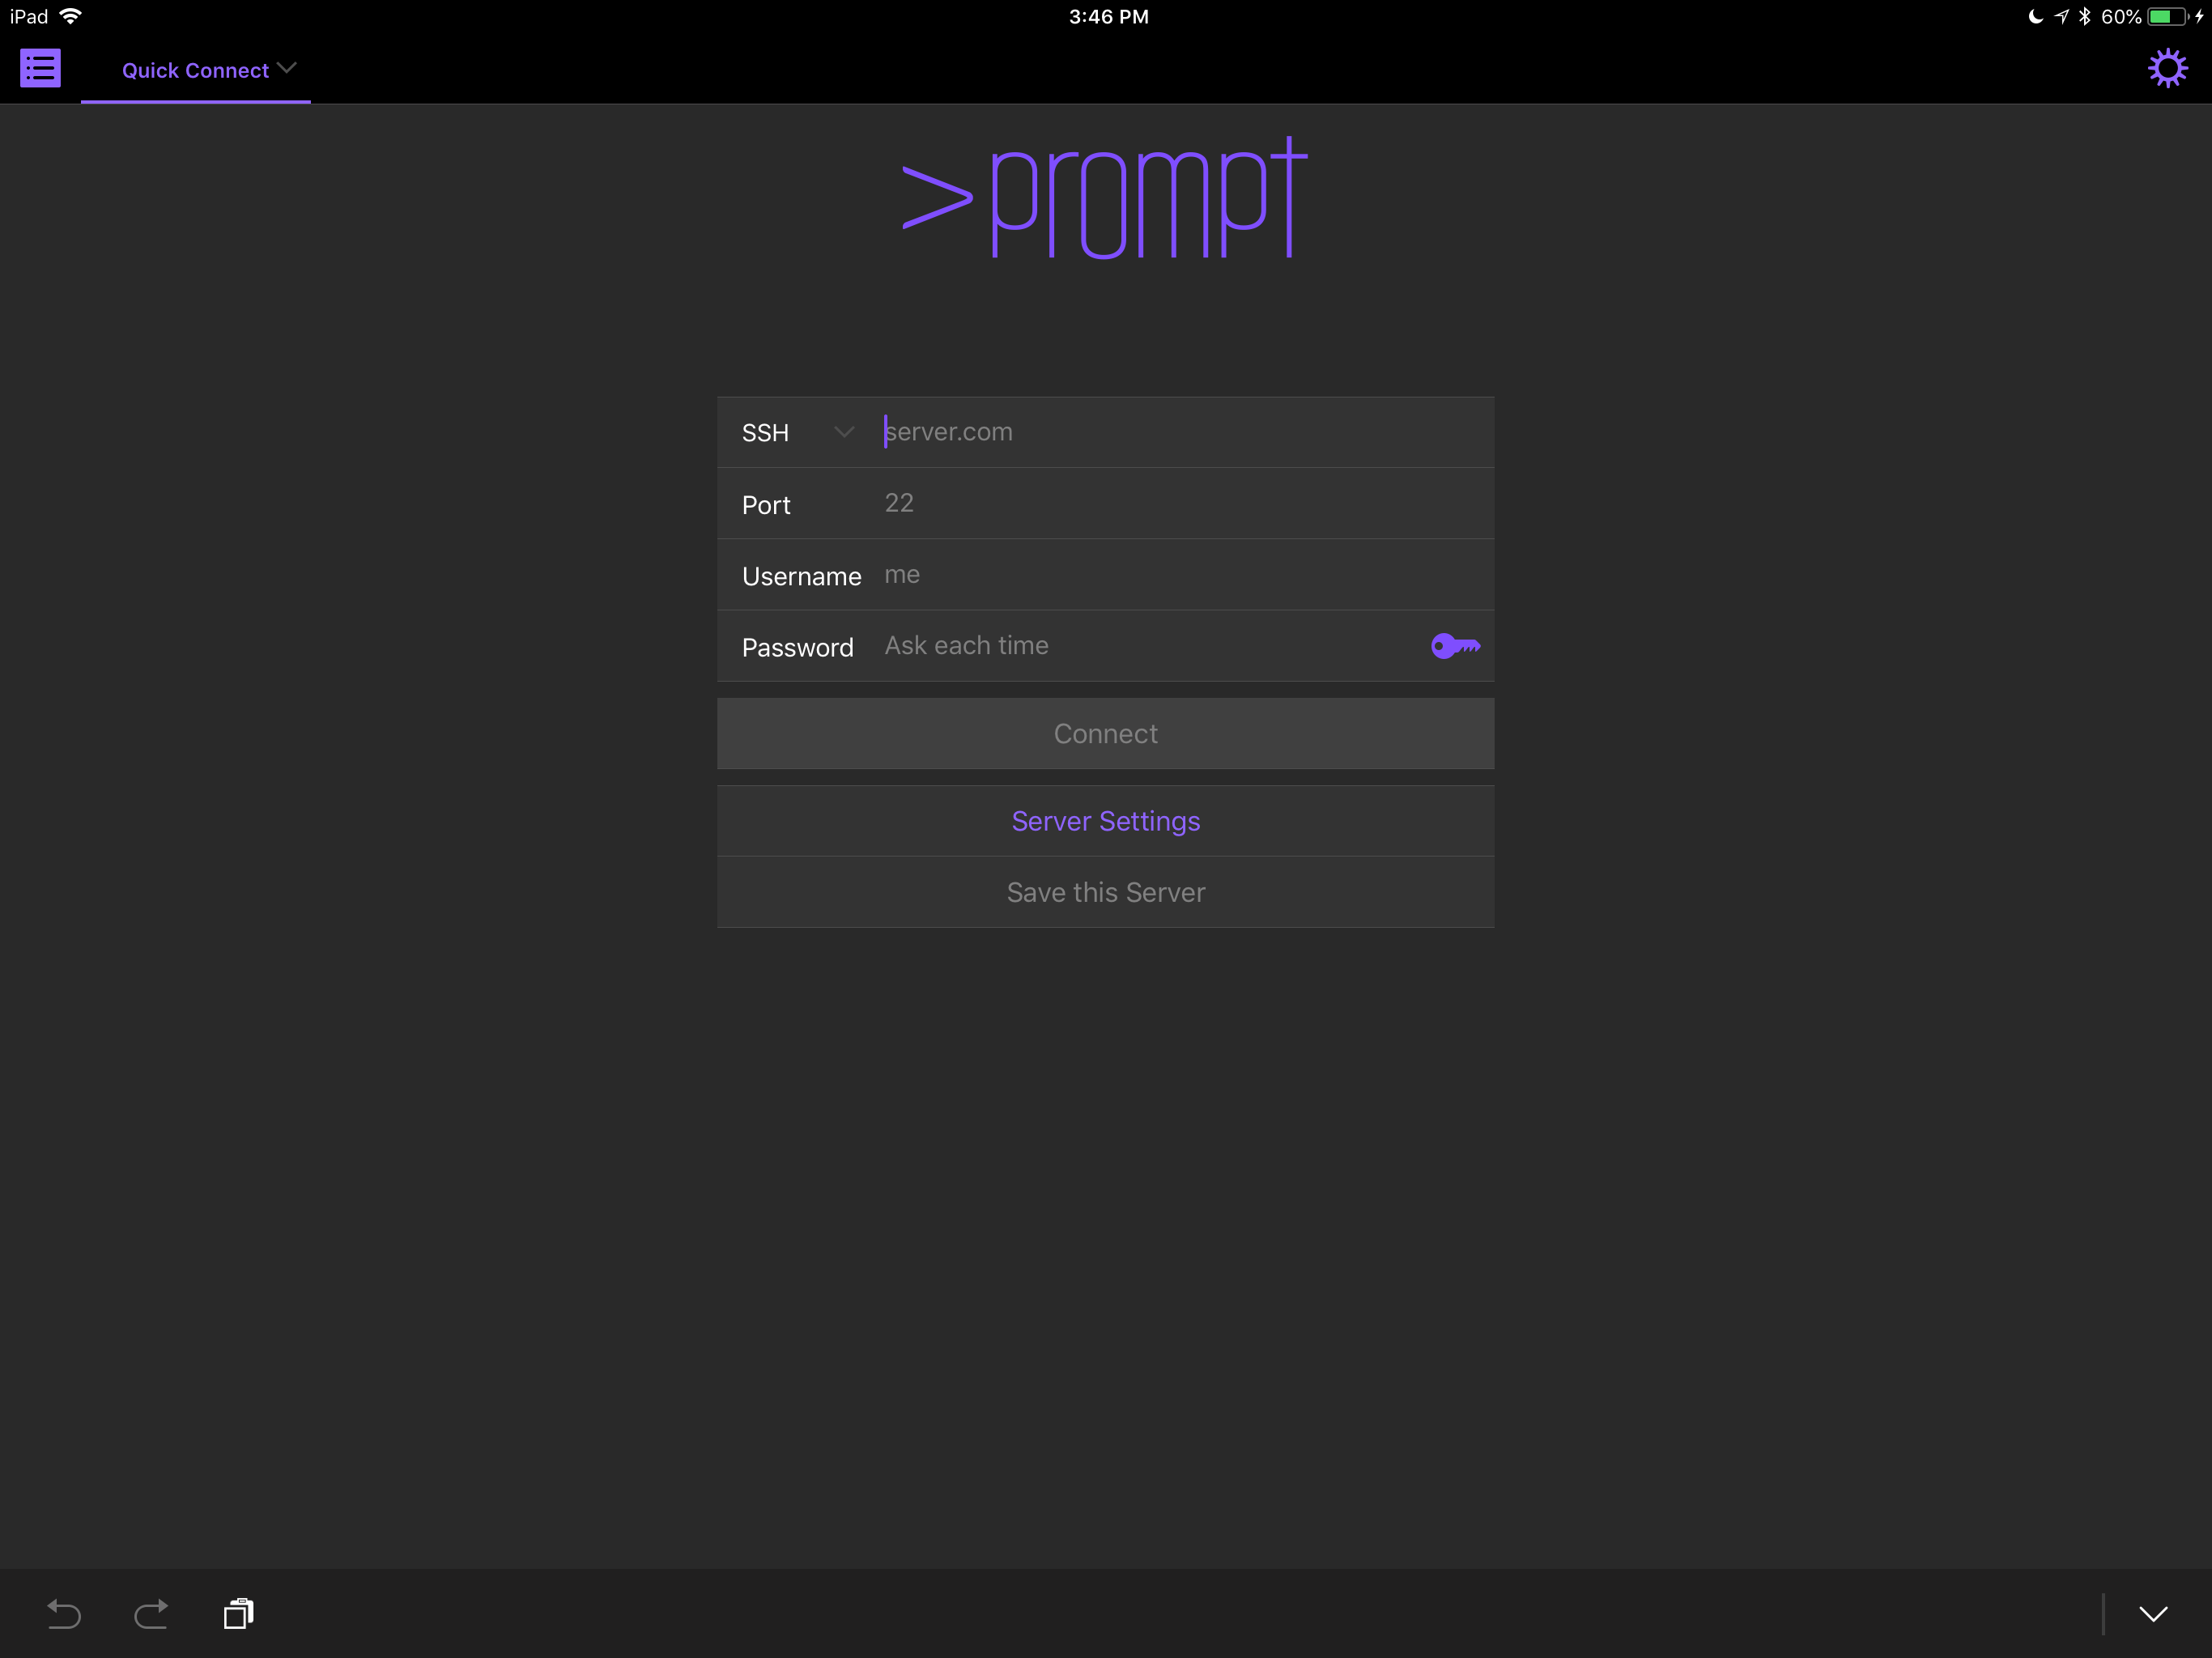 iPad 3:46 PM 60%
Quick Connect
>prompt
SSH server.com
Port 22
Username me
Password Ask each time
Connect
Server Settings
Save this Server